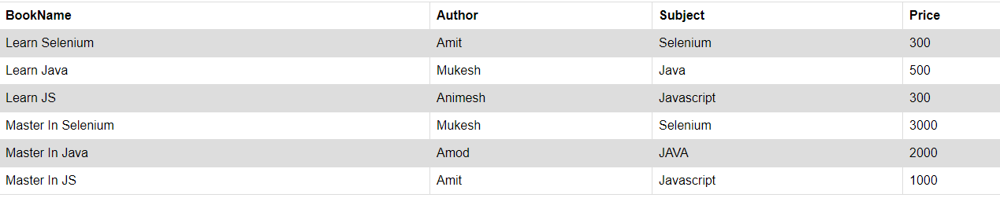 BookName Author Subject Price
Learn Selenium Amit Selenium 300
Learn Java Mukesh Java 500
Learn JS Animesh Javascript 300
Master In Selenium Mukesh Selenium 3000
Master In Java Amod JAVA 2000
Master In JS Amit Javascript 1000